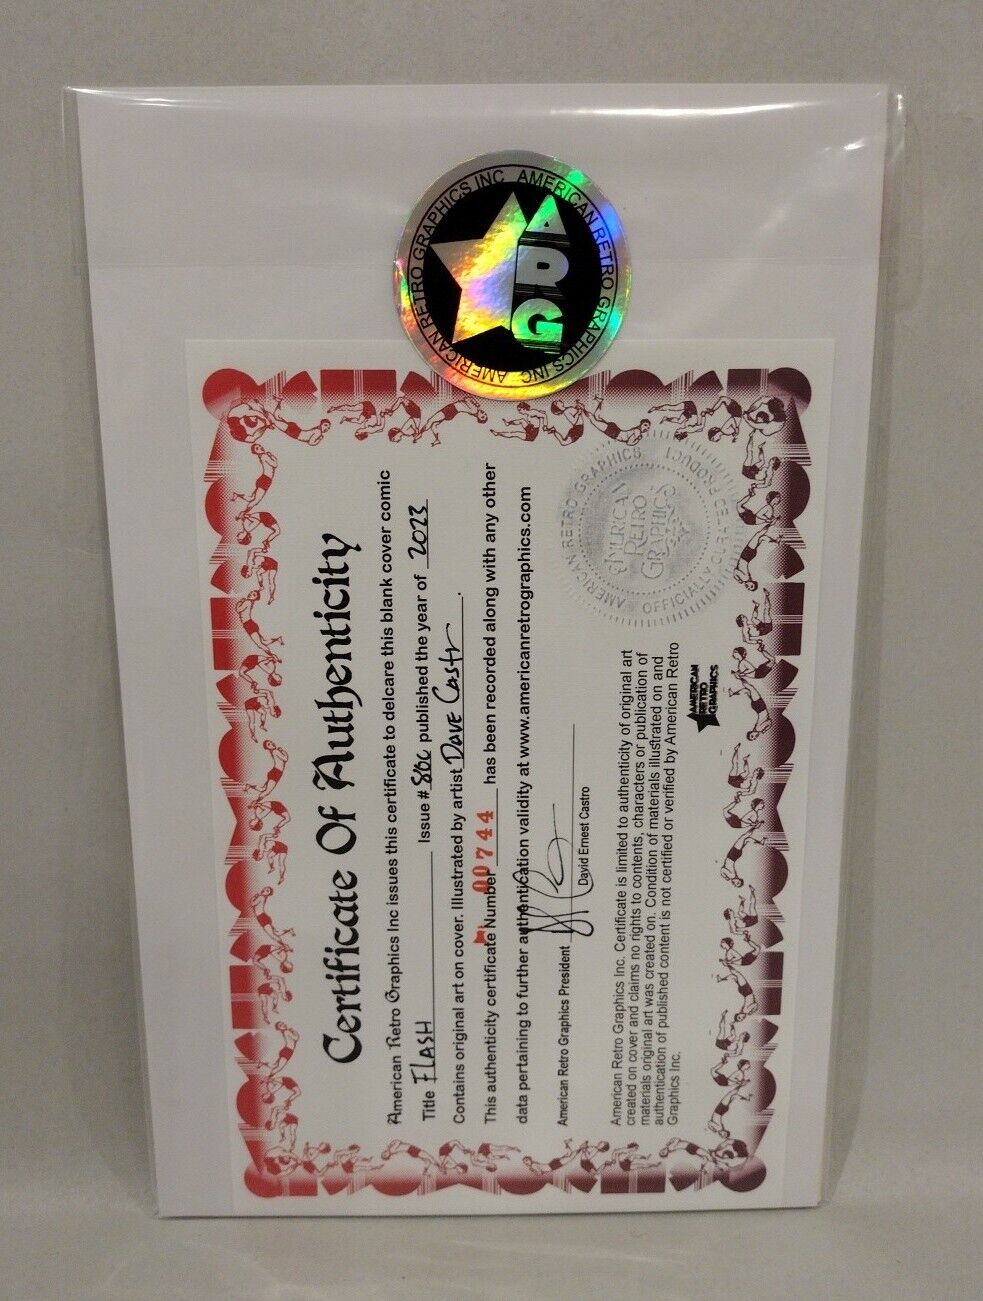 AMERICAN RETRO GRAPHICS INC AMERICAN RETRO GRAPHICS INC
ARG
Certificate Of Authenticity
American Retro Graphics Inc issues this certificate to delcare this blank cover comic
Title FLASH Issue # 800 published the year of 2023
Contains original art on cover. Illustrated by artist Dave Castr.
This authenticity certificate Number 00744 has been recorded along with any other
data pertaining to further authentication validity at www.americanretrographics.com
American Retro Graphics President
David Ernest Castro
American Retro Graphics Inc. Certificate is limited to authenticity of original art
created on cover and claims no rights to contents, characters or publication of
materials original art was created on. Condition of materials illustrated on and
authentication of published content is not certified or verified by American Retro
Graphics Inc.
AMERICAN
RETRO
GRAPHICS
AMERICAN RETRO GRAPHICS
OFFICIALLY CURATED PRODUCT
AMERICAN
RETRO
GRAPHICS